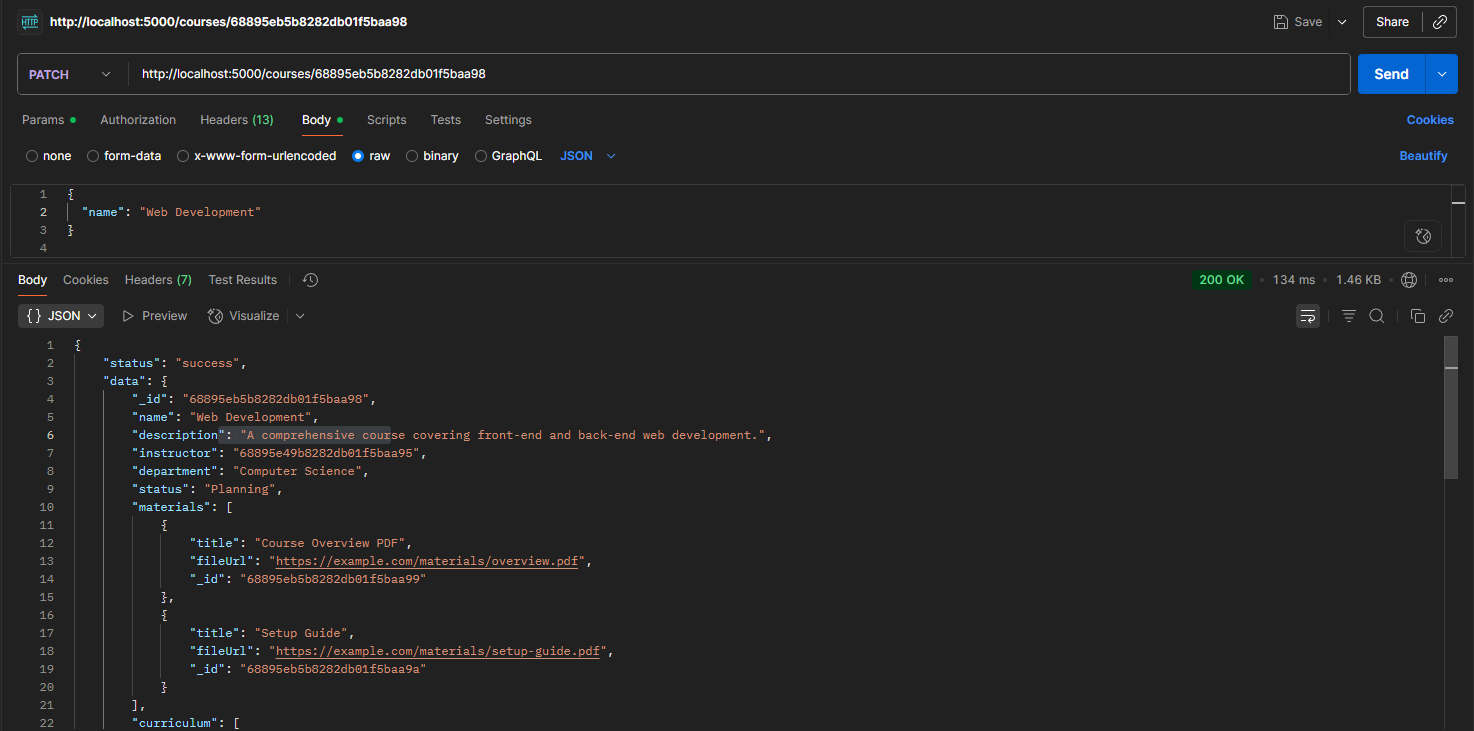 HTTP http://localhost:5000/courses/68895eb5b8282db01f5baa98 Save Share
PATCH http://localhost:5000/courses/68895eb5b8282db01f5baa98 Send
Params Authorization Headers (13) Body Scripts Tests Settings Cookies
none form-data x-www-form-urlencoded raw binary GraphQL JSON Beautify
1 {
2 "name": "Web Development"
3 }
4
Body Cookies Headers (7) Test Results 200 OK 134 ms 1.46 KB
{} JSON Preview Visualize
1 {
2 "status": "success",
3 "data": {
4 "_id": "68895eb5b8282db01f5baa98",
5 "name": "Web Development",
6 "description": "A comprehensive course covering front-end and back-end web development.",
7 "instructor": "68895e49b8282db01f5baa95",
8 "department": "Computer Science",
9 "status": "Planning",
10 "materials": [
11 {
12 "title": "Course Overview PDF",
13 "fileUrl": "https://example.com/materials/overview.pdf",
14 "_id": "68895eb5b8282db01f5baa99"
15 },
16 {
17 "title": "Setup Guide",
18 "fileUrl": "https://example.com/materials/setup-guide.pdf",
19 "_id": "68895eb5b8282db01f5baa9a"
20 }
21 ],
22 "curriculum": [